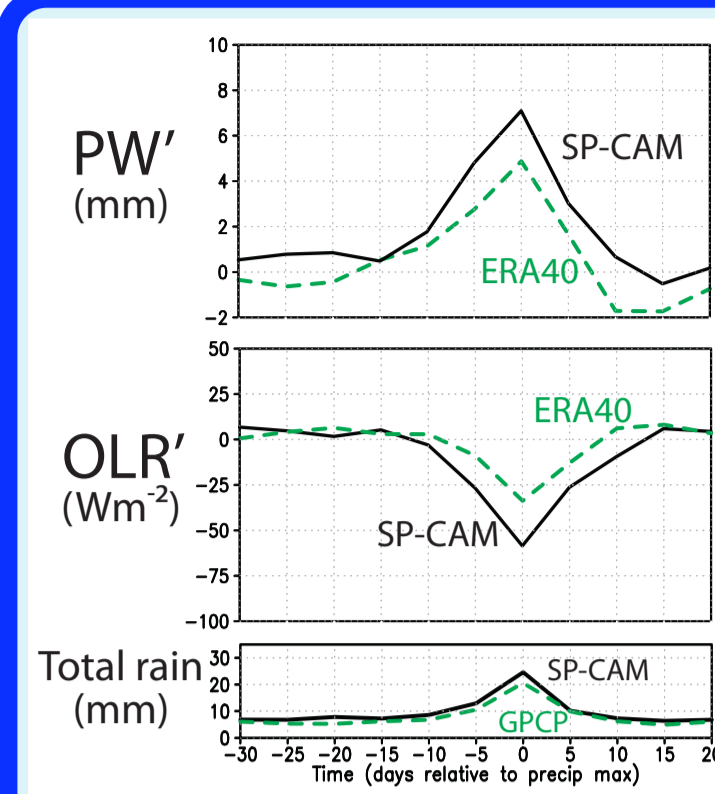 10
8
6
4
2
0
−2
PW′
(mm)
SP-CAM
ERA40
50
25
0
−25
−50
−75
−100
OLR′
(Wm⁻²)
ERA40
SP-CAM
Total rain
(mm)
30
20
10
0
SP-CAM
GPCP
−30 −25 −20 −15 −10 −5 0 5 10 15 20
Time (days relative to precip max)